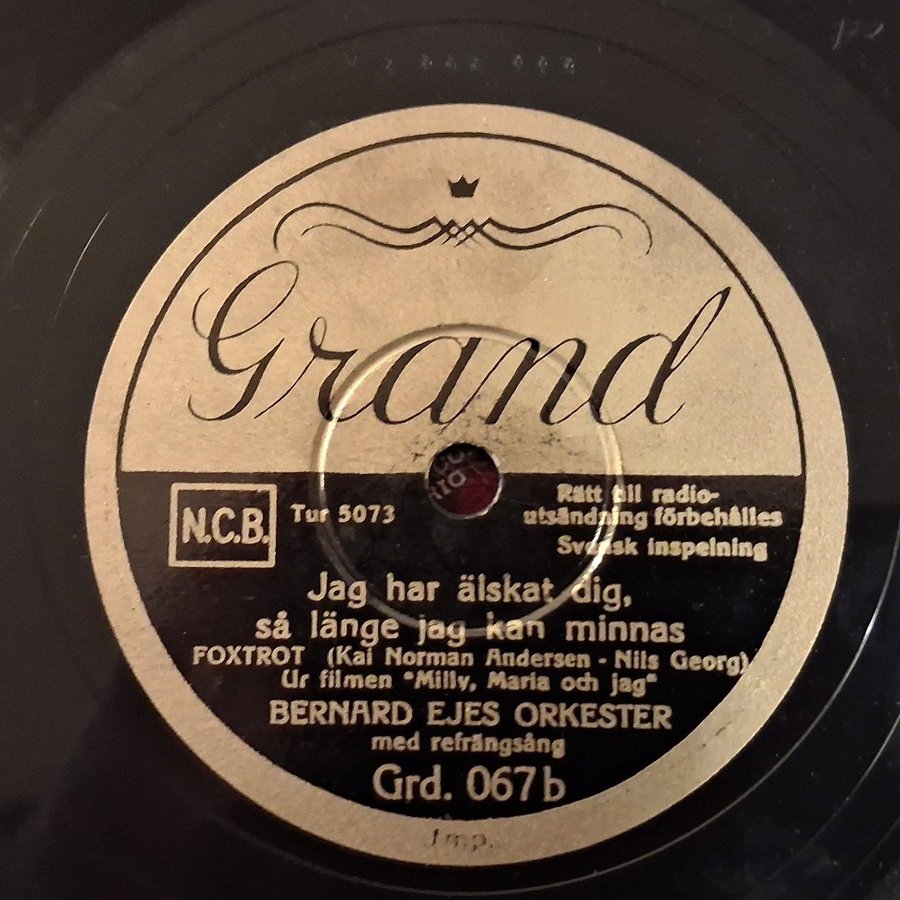 Grand
N.C.B.
Tur 5073
Rätt till radio-
utsändning förbehålles
Svensk inspelning
Jag har älskat dig,
så länge jag kan minnas
FOXTROT (Kai Norman Andersen - Nils Georg)
Ur filmen "Milly, Maria och jag"
BERNARD EJES ORKESTER
med refrängsång
Grd. 067b
Imp.